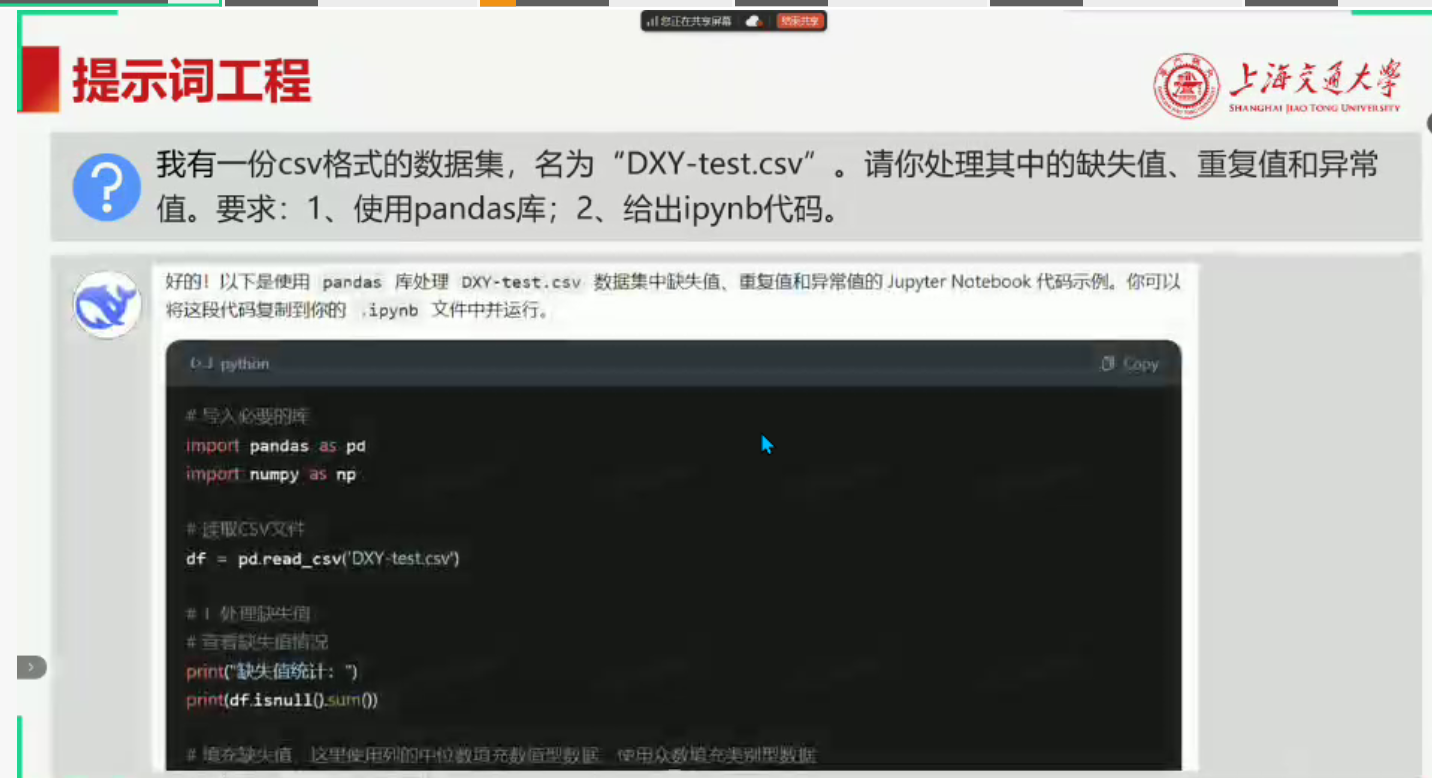 您正在共享屏幕 结束共享
提示词工程
上海交通大学
SHANGHAI JIAO TONG UNIVERSITY
我有一份csv格式的数据集，名为“DXY-test.csv”。请你处理其中的缺失值、重复值和异常
值。要求：1、使用pandas库；2、给出ipynb代码。
好的！以下是使用 pandas 库处理 DXY-test.csv 数据集中缺失值、重复值和异常值的 Jupyter Notebook 代码示例。你可以
将这段代码复制到你的 .ipynb 文件中并运行。
python
Copy
# 导入必要的库
import pandas as pd
import numpy as np
# 读取CSV文件
df = pd.read_csv('DXY-test.csv')
# 1. 处理缺失值
# 查看缺失值情况
print("缺失值统计：")
print(df.isnull().sum())
# 填充缺失值，这里使用列的中位数填充数值型数据，使用众数填充类别型数据